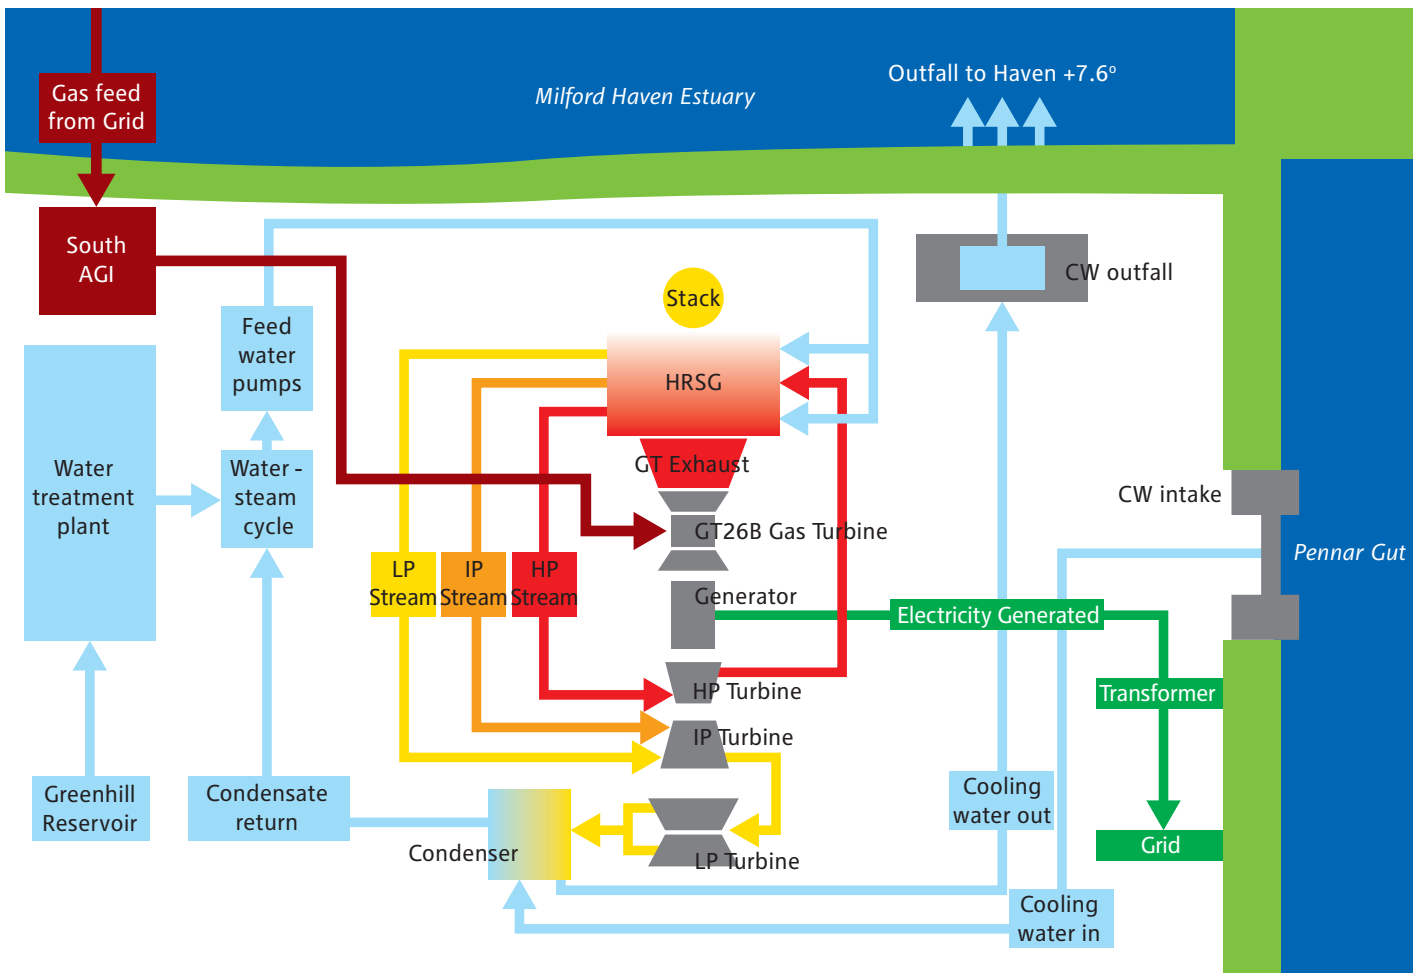 Gas feed
from Grid
Milford Haven Estuary
Outfall to Haven +7.6°
South
AGI
CW outfall
Stack
Feed
water
pumps
HRSG
Water
treatment
plant
Water -
steam
cycle
GT Exhaust
CW intake
GT26B Gas Turbine
Pennar Gut
LP
Stream
IP
Stream
HP
Stream
Generator
Electricity Generated
HP Turbine
Transformer
IP Turbine
Greenhill
Reservoir
Condensate
return
Cooling
water out
Condenser
LP Turbine
Grid
Cooling
water in